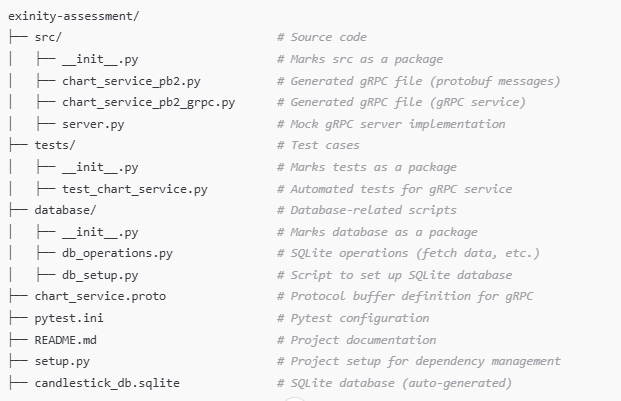 exinity-assessment/
├── src/                          # Source code
│   ├── __init__.py               # Marks src as a package
│   ├── chart_service_pb2.py      # Generated gRPC file (protobuf messages)
│   ├── chart_service_pb2_grpc.py # Generated gRPC file (gRPC service)
│   ├── server.py                 # Mock gRPC server implementation
├── tests/                        # Test cases
│   ├── __init__.py               # Marks tests as a package
│   ├── test_chart_service.py     # Automated tests for gRPC service
├── database/                     # Database-related scripts
│   ├── __init__.py               # Marks database as a package
│   ├── db_operations.py          # SQLite operations (fetch data, etc.)
│   ├── db_setup.py               # Script to set up SQLite database
├── chart_service.proto           # Protocol buffer definition for gRPC
├── pytest.ini                    # Pytest configuration
├── README.md                     # Project documentation
├── setup.py                      # Project setup for dependency management
├── candlestick_db.sqlite         # SQLite database (auto-generated)